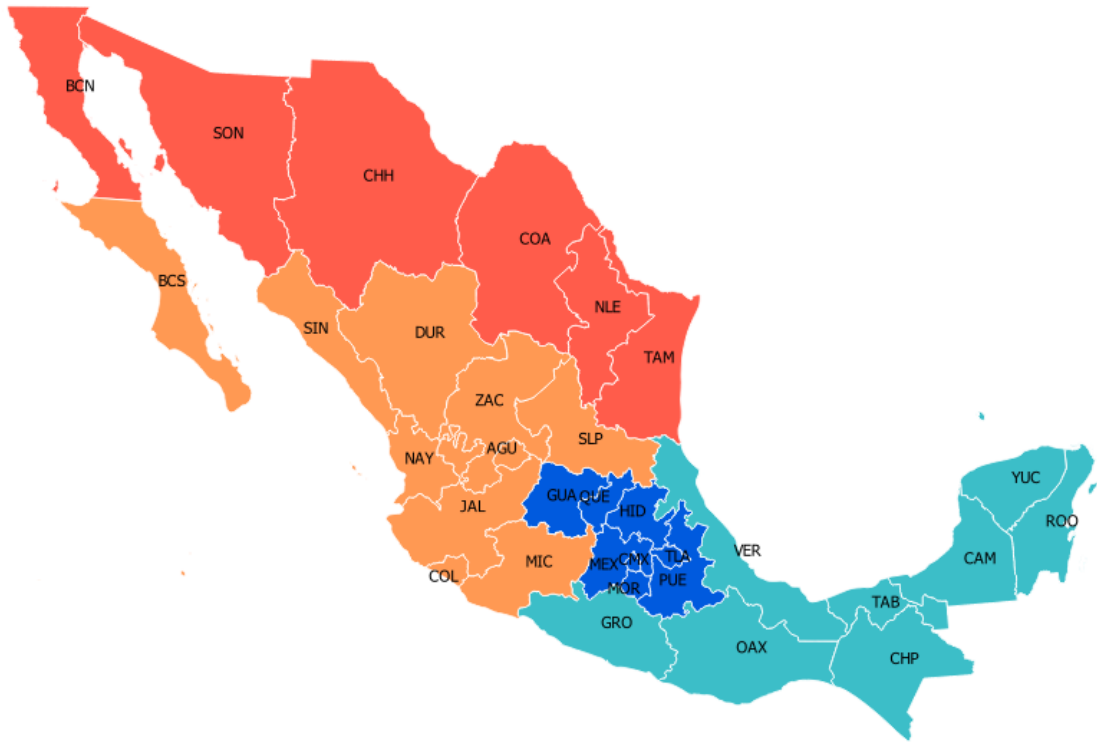 BCN
SON
CHH
COA
BCS
NLE
SIN
DUR
TAM
ZAC
SLP
AGU
NAY
YUC
GUA
QUE
JAL
HID
ROO
VER
TLA
CMX
CAM
MIC
MEX
COL
PUE
MOR
TAB
GRO
OAX
CHP